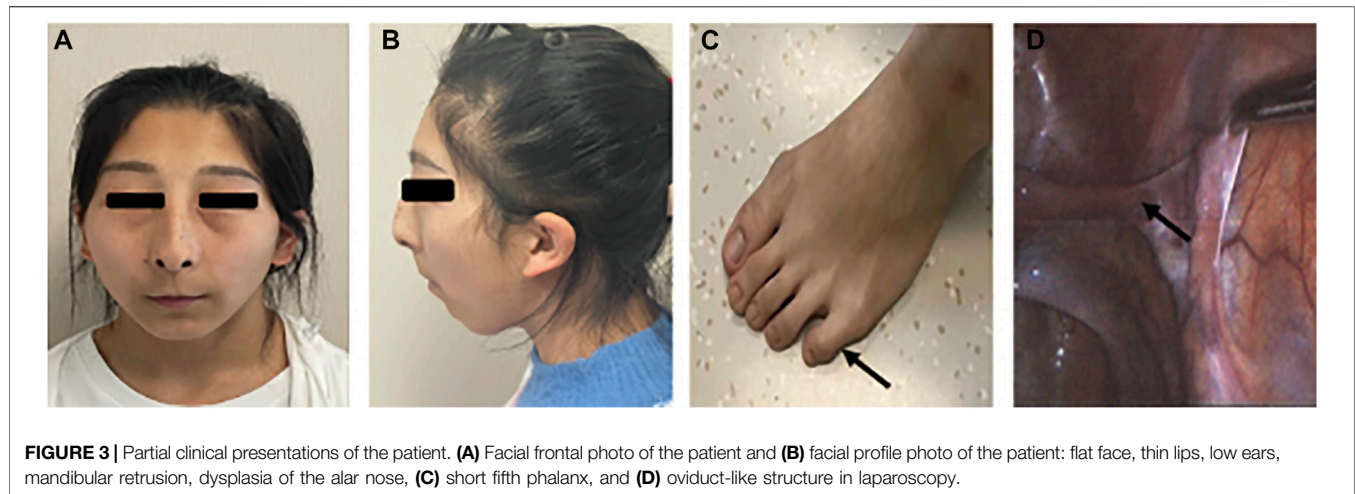 A
B
C
D
FIGURE 3 | Partial clinical presentations of the patient. (A) Facial frontal photo of the patient and (B) facial profile photo of the patient: flat face, thin lips, low ears,
mandibular retrusion, dysplasia of the alar nose, (C) short fifth phalanx, and (D) oviduct-like structure in laparoscopy.